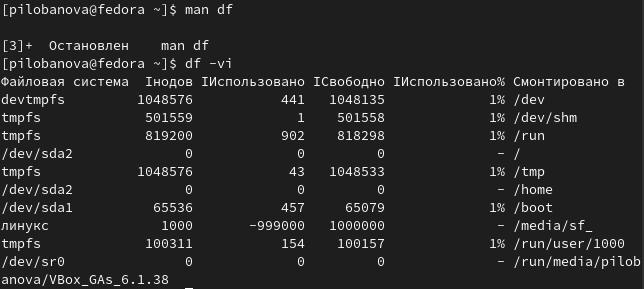 [pilobanova@fedora ~]$ man df

[3]+  Остановлен    man df
[pilobanova@fedora ~]$ df -vi
Файловая система   Iнодов IИспользовано IСвободно IИспользовано% Смонтировано в
devtmpfs          1048576           441   1048135             1% /dev
tmpfs              501559             1    501558             1% /dev/shm
tmpfs              819200           902    818298             1% /run
/dev/sda2               0             0         0              - /
tmpfs             1048576            43   1048533             1% /tmp
/dev/sda2               0             0         0              - /home
/dev/sda1           65536           457     65079             1% /boot
линукс               1000       -999000   1000000              - /media/sf_
tmpfs              100311           154    100157             1% /run/user/1000
/dev/sr0                0             0         0              - /run/media/pilob
anova/VBox_GAs_6.1.38